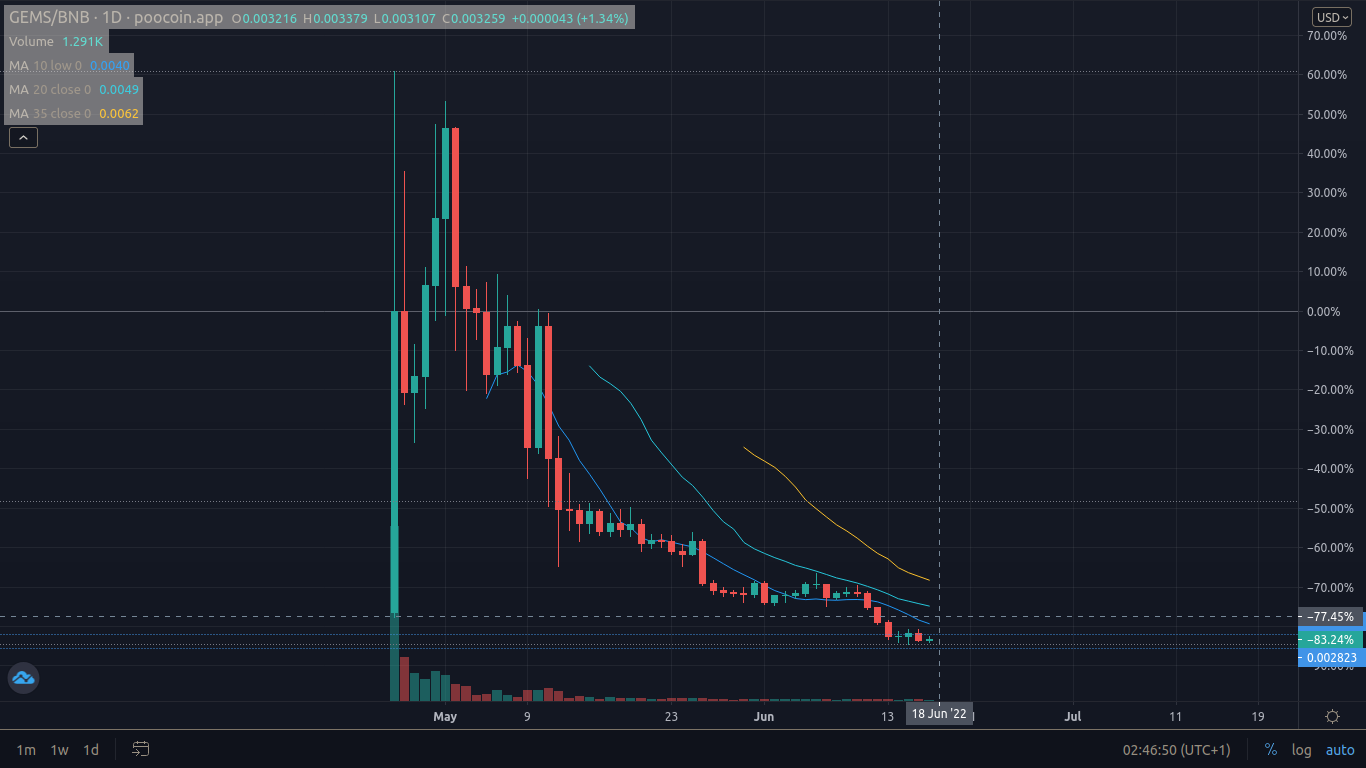 GEMS/BNB · 1D · poocoin.app O0.003216 H0.003379 L0.003107 C0.003259 +0.000043 (+1.34%)
USD
Volume 1.291K
MA 10 low 0 0.0040
MA 20 close 0 0.0049
MA 35 close 0 0.0062
70.00%
60.00%
50.00%
40.00%
30.00%
20.00%
10.00%
0.00%
−10.00%
−20.00%
−30.00%
−40.00%
−50.00%
−60.00%
−70.00%
−77.45%
−83.24%
0.002823
−90.00%
May 9 23 Jun 13 18 Jun '22 Jul 11 19
1m 1w 1d 02:46:50 (UTC+1) % log auto